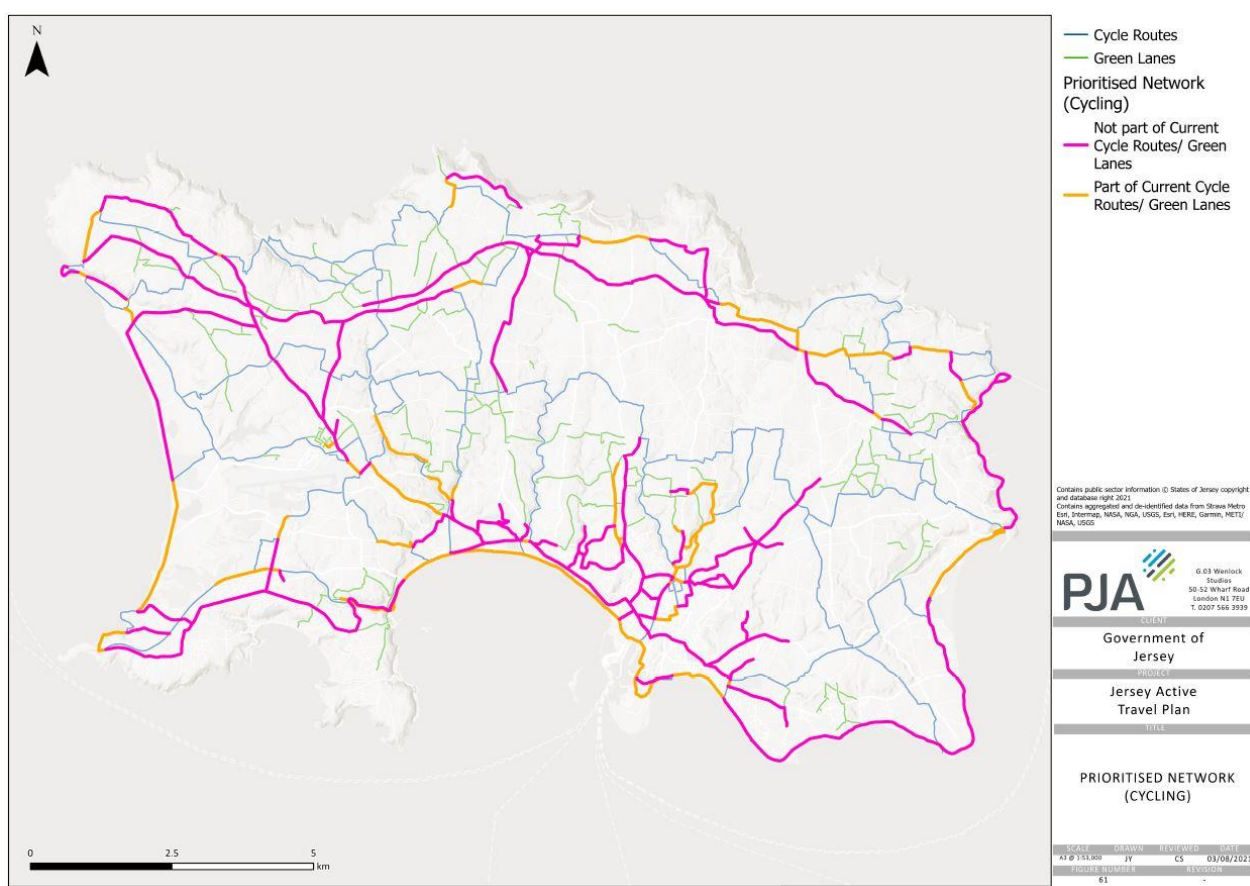 N
Cycle Routes
Green Lanes
Prioritised Network
(Cycling)
Not part of Current
Cycle Routes/ Green
Lanes
Part of Current Cycle
Routes/ Green Lanes
Contains public sector information © States of Jersey copyright
and database right 2021
Contains aggregated and de-identified data from Strava Metro
Esri, Intermap, NASA, NGA, USGS, Esri, HERE, Garmin, METI/
NASA, USGS
PJA
G.03 Wenlock
Studios
50-52 Wharf Road
London N1 7EU
T. 0207 566 3939
CLIENT
Government of
Jersey
PROJECT
Jersey Active
Travel Plan
TITLE
PRIORITISED NETWORK
(CYCLING)
SCALE DRAWN REVIEWED DATE
A3 @ 1:53,000 JY CS 03/08/2021
FIGURE NUMBER REVISION
61 -
0 2.5 5
km